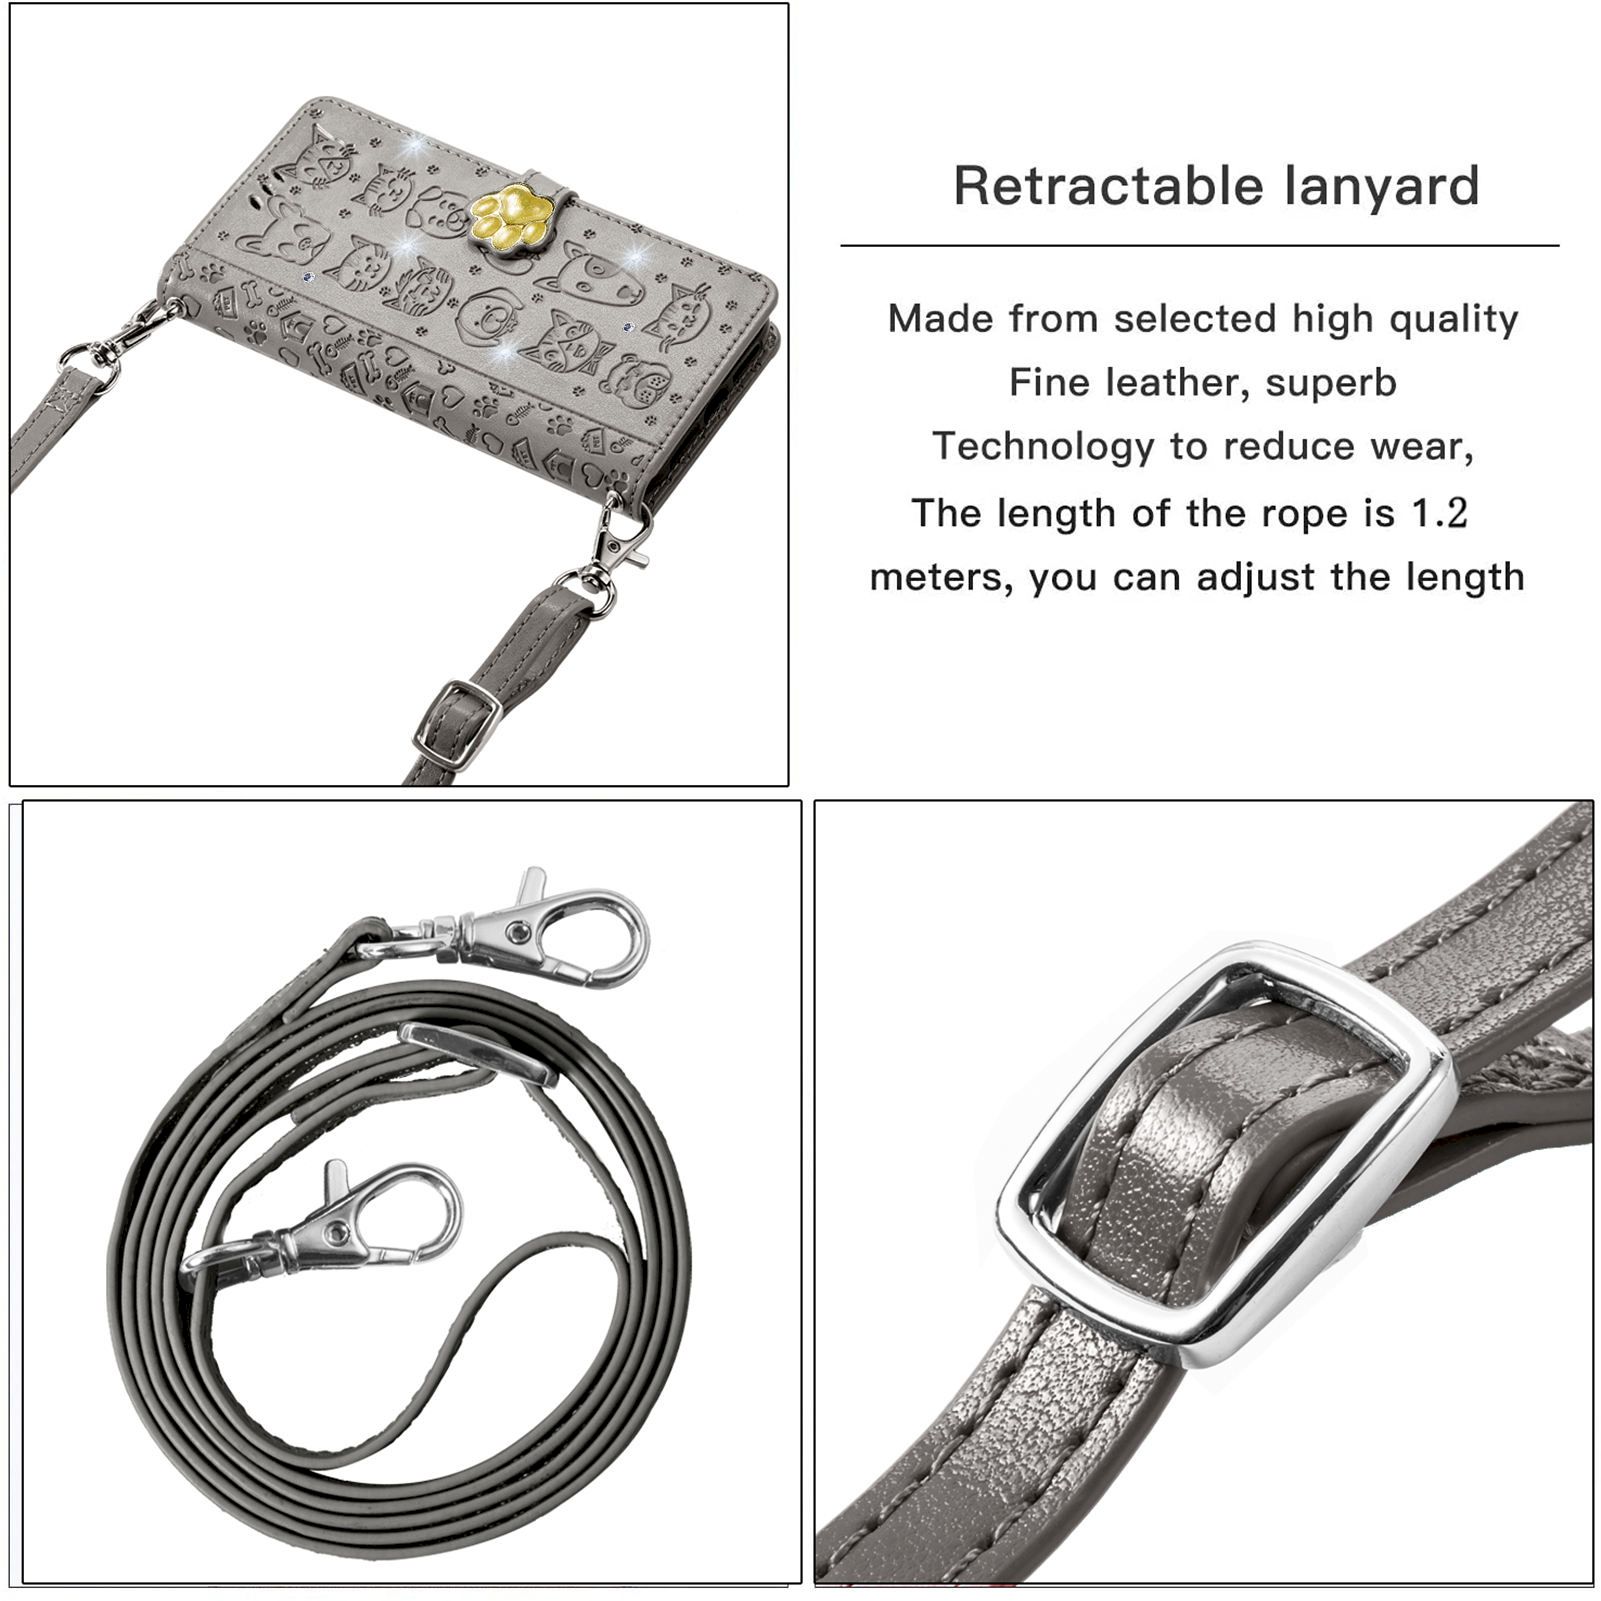 Retractable lanyard
Made from selected high quality
Fine leather, superb
Technology to reduce wear,
The length of the rope is 1.2
meters, you can adjust the length